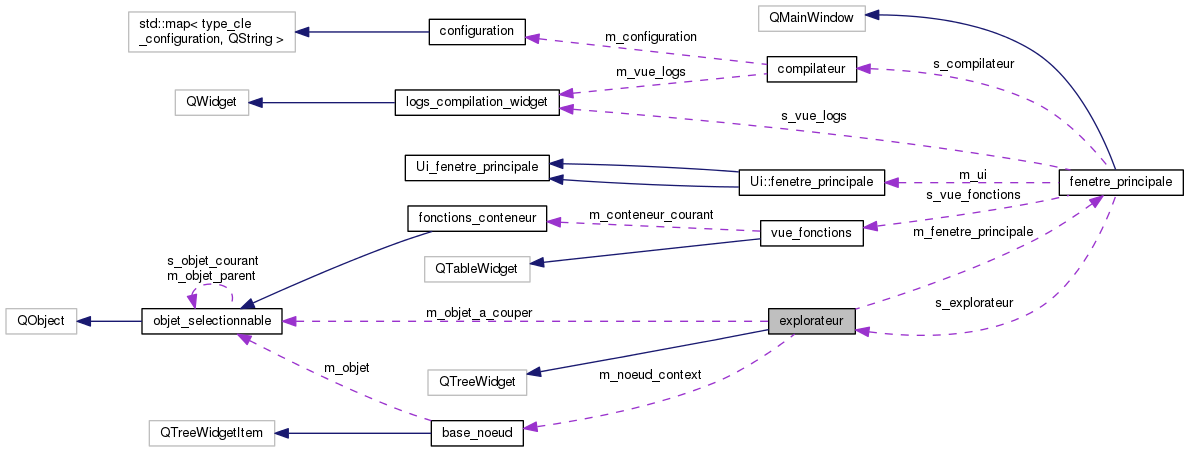 std::map< type_cle
_configuration, QString >
configuration
QMainWindow
m_configuration
s_compilateur
compilateur
m_vue_logs
QWidget
logs_compilation_widget
s_vue_logs
Ui_fenetre_principale
m_ui
Ui::fenetre_principale
fenetre_principale
s_vue_fonctions
fonctions_conteneur
m_conteneur_courant
vue_fonctions
m_fenetre_principale
QTableWidget
s_objet_courant
m_objet_parent
s_explorateur
m_objet_a_couper
QObject
objet_selectionnable
explorateur
m_objet
QTreeWidget
m_noeud_context
QTreeWidgetItem
base_noeud